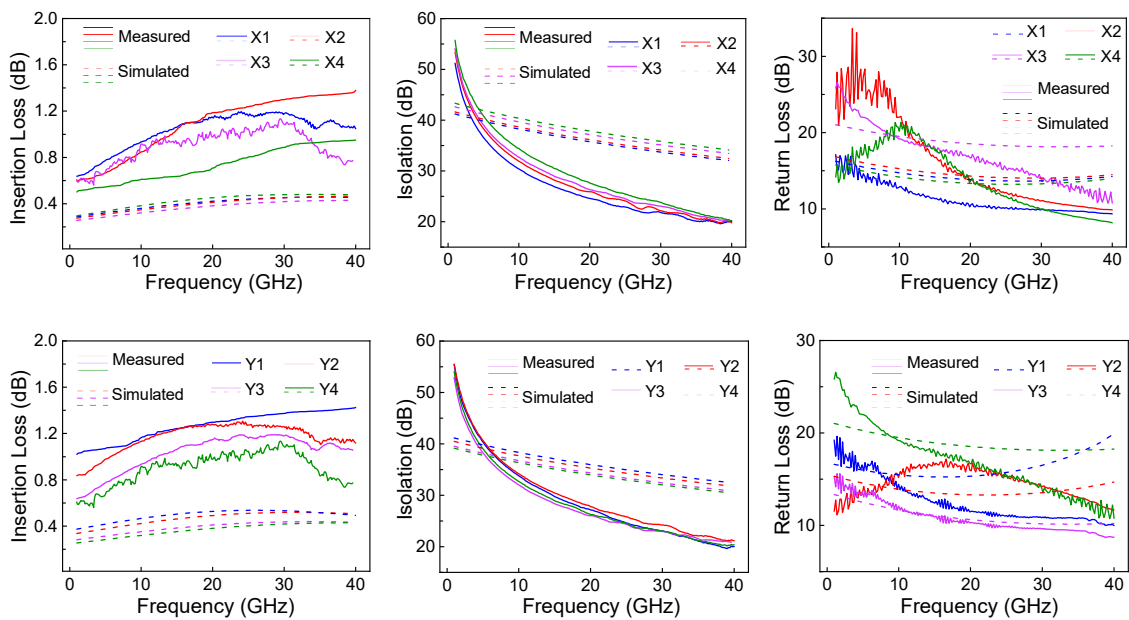 2.0
1.6
1.2
0.8
0.4
Insertion Loss (dB)
Measured
Simulated
X1 X2
X3 X4
0 10 20 30 40
Frequency (GHz)
60
50
40
30
20
Isolation (dB)
Measured
Simulated
X1 X2
X3 X4
0 10 20 30 40
Frequency (GHz)
30
20
10
Return Loss (dB)
X1 X2
X3 X4
Measured
Simulated
0 10 20 30 40
Frequency (GHz)
2.0
1.6
1.2
0.8
0.4
Insertion Loss (dB)
Measured
Simulated
Y1 Y2
Y3 Y4
0 10 20 30 40
Frequency (GHz)
60
50
40
30
20
Isolation (dB)
Measured
Simulated
Y1 Y2
Y3 Y4
0 10 20 30 40
Frequency (GHz)
30
20
10
Return Loss (dB)
Measured
Simulated
Y1 Y2
Y3 Y4
0 10 20 30 40
Frequency (GHz)